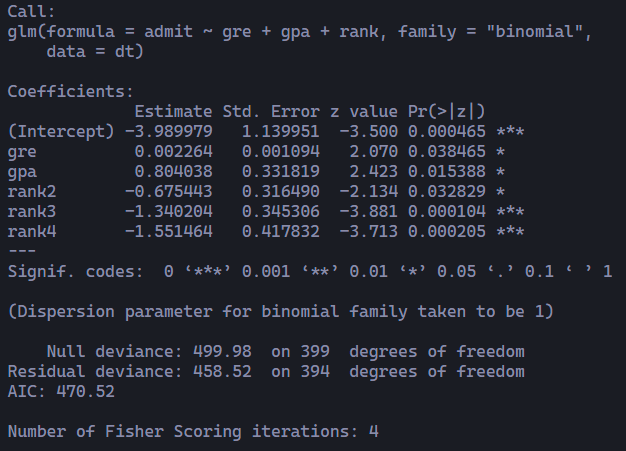 Call:
glm(formula = admit ~ gre + gpa + rank, family = "binomial",
    data = dt)

Coefficients:
             Estimate Std. Error z value Pr(>|z|)
(Intercept) −3.989979   1.139951  −3.500 0.000465 ***
gre          0.002264   0.001094   2.070 0.038465 *
gpa          0.804038   0.331819   2.423 0.015388 *
rank2       −0.675443   0.316490  −2.134 0.032829 *
rank3       −1.340204   0.345306  −3.881 0.000104 ***
rank4       −1.551464   0.417832  −3.713 0.000205 ***
---
Signif. codes:  0 ‘***’ 0.001 ‘**’ 0.01 ‘*’ 0.05 ‘.’ 0.1 ‘ ’ 1

(Dispersion parameter for binomial family taken to be 1)

    Null deviance: 499.98  on 399  degrees of freedom
Residual deviance: 458.52  on 394  degrees of freedom
AIC: 470.52

Number of Fisher Scoring iterations: 4